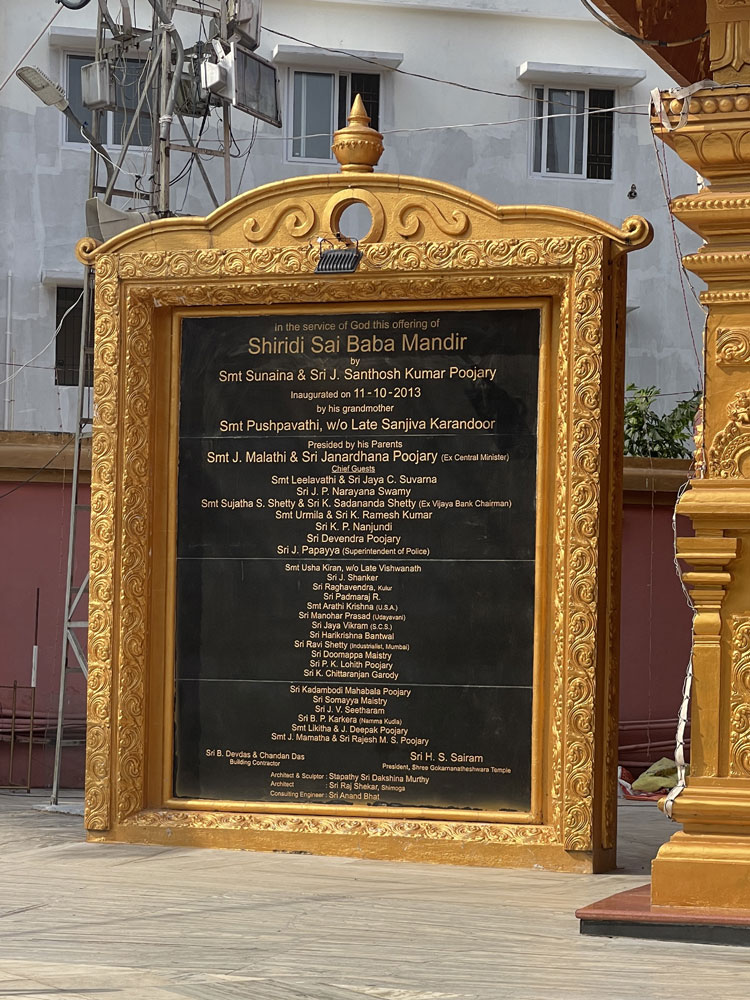 in the service of God this offering of
Shiridi Sai Baba Mandir
by
Smt Sunaina & Sri J. Santhosh Kumar Poojary
Inaugurated on 11-10-2013
by his grandmother
Smt Pushpavathi, w/o Late Sanjiva Karandoor
Presided by his Parents
Smt J. Malathi & Sri Janardhana Poojary (Ex Central Minister)
Chief Guests
Smt Leelavathi & Sri Jaya C. Suvarna
Sri J. P. Narayana Swamy
Smt Sujatha S. Shetty & Sri K. Sadananda Shetty (Ex Vijaya Bank Chairman)
Smt Urmila & Sri K. Ramesh Kumar
Sri K. P. Nanjundi
Sri Devendra Poojary
Sri J. Papayya (Superintendent of Police)
Smt Usha Kiran, w/o Late Vishwanath
Sri J. Shanker
Sri Raghavendra, Kulur
Sri Padmaraj R.
Smt Arathi Krishna (U.S.A.)
Sri Manohar Prasad (Udayavani)
Sri Jaya Vikram (S.C.S.)
Sri Harikrishna Bantwal
Sri Ravi Shetty (Industrialist, Mumbai)
Sri Doomappa Maistry
Sri P. K. Lohith Poojary
Sri K. Chittaranjan Garody
Sri Kadambodi Mahabala Poojary
Sri Somayya Maistry
Sri J. V. Seetharam
Sri B. P. Karkera (Namma Kudla)
Smt Likitha & J. Deepak Poojary
Smt J. Mamatha & Sri Rajesh M. S. Poojary
Sri B. Devdas & Chandan Das
Building Contractor
Sri H. S. Sairam
President, Shree Gokarnanatheshwara Temple
Architect & Sculptor : Stapathy Sri Dakshina Murthy
Architect : Sri Raj Shekar, Shimoga
Consulting Engineer : Sri Anand Bhat